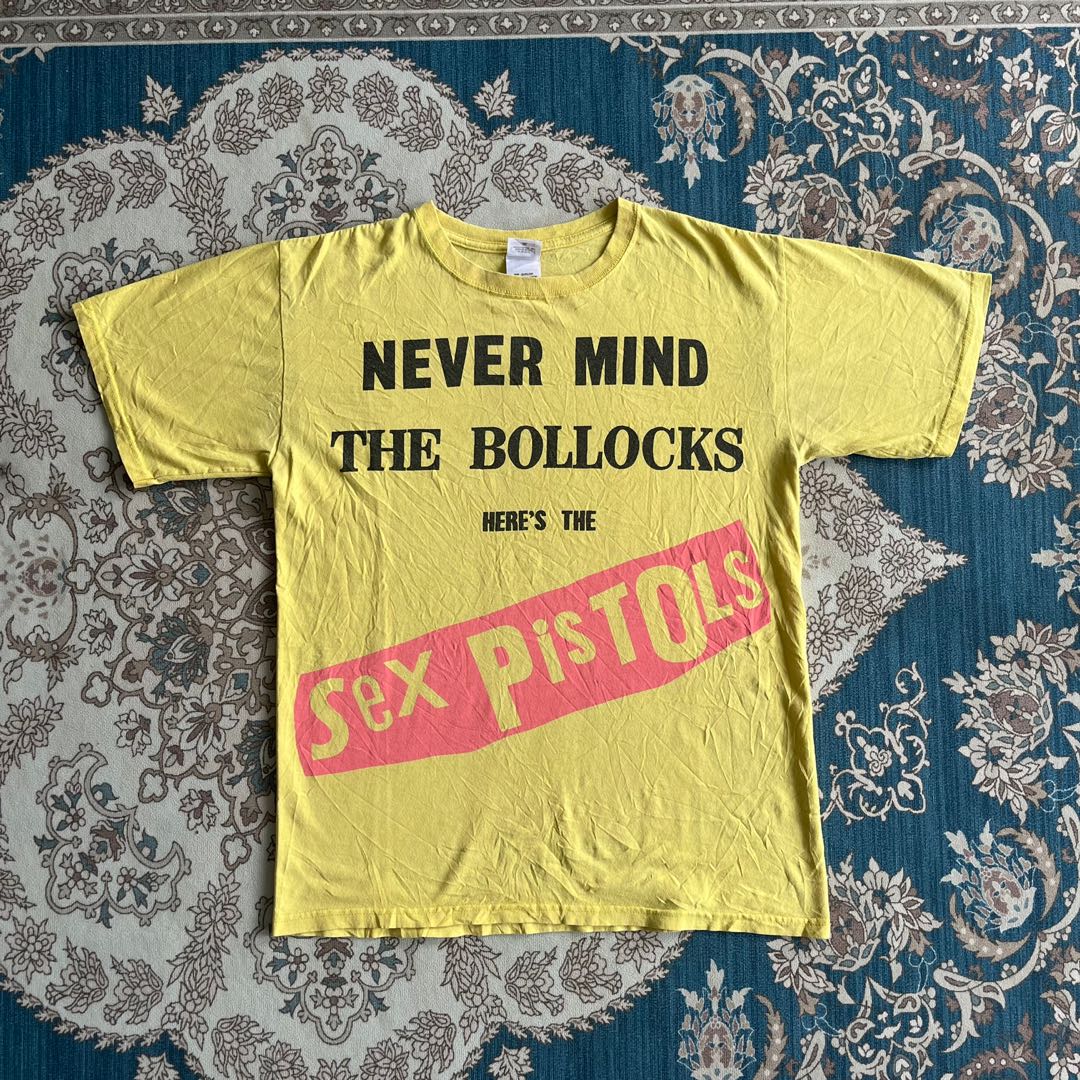 NEVER MIND
THE BOLLOCKS
HERE'S THE
Sex PisTOLS